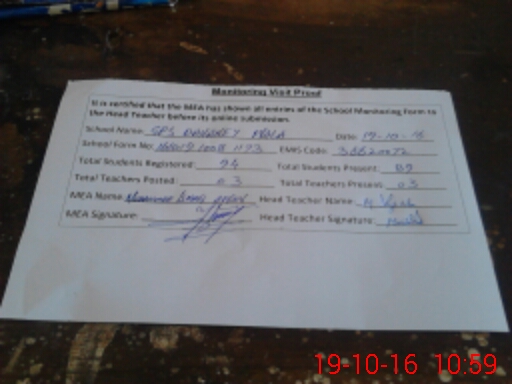 Monitoring Visit Proof
It is certified that the MEA has shown all entries of the School Monitoring Form to
the Head Teacher before its online submission.
School Name: GPS Date: 19-10-16
School Form No: EMIS Code:
Total Students Registered: 94 Total Students Present: 89
Total Teachers Posted: 03 Total Teachers Present: 03
MEA Name: Head Teacher Name:
MEA Signature: Head Teacher Signature:
19-10-16 10:59